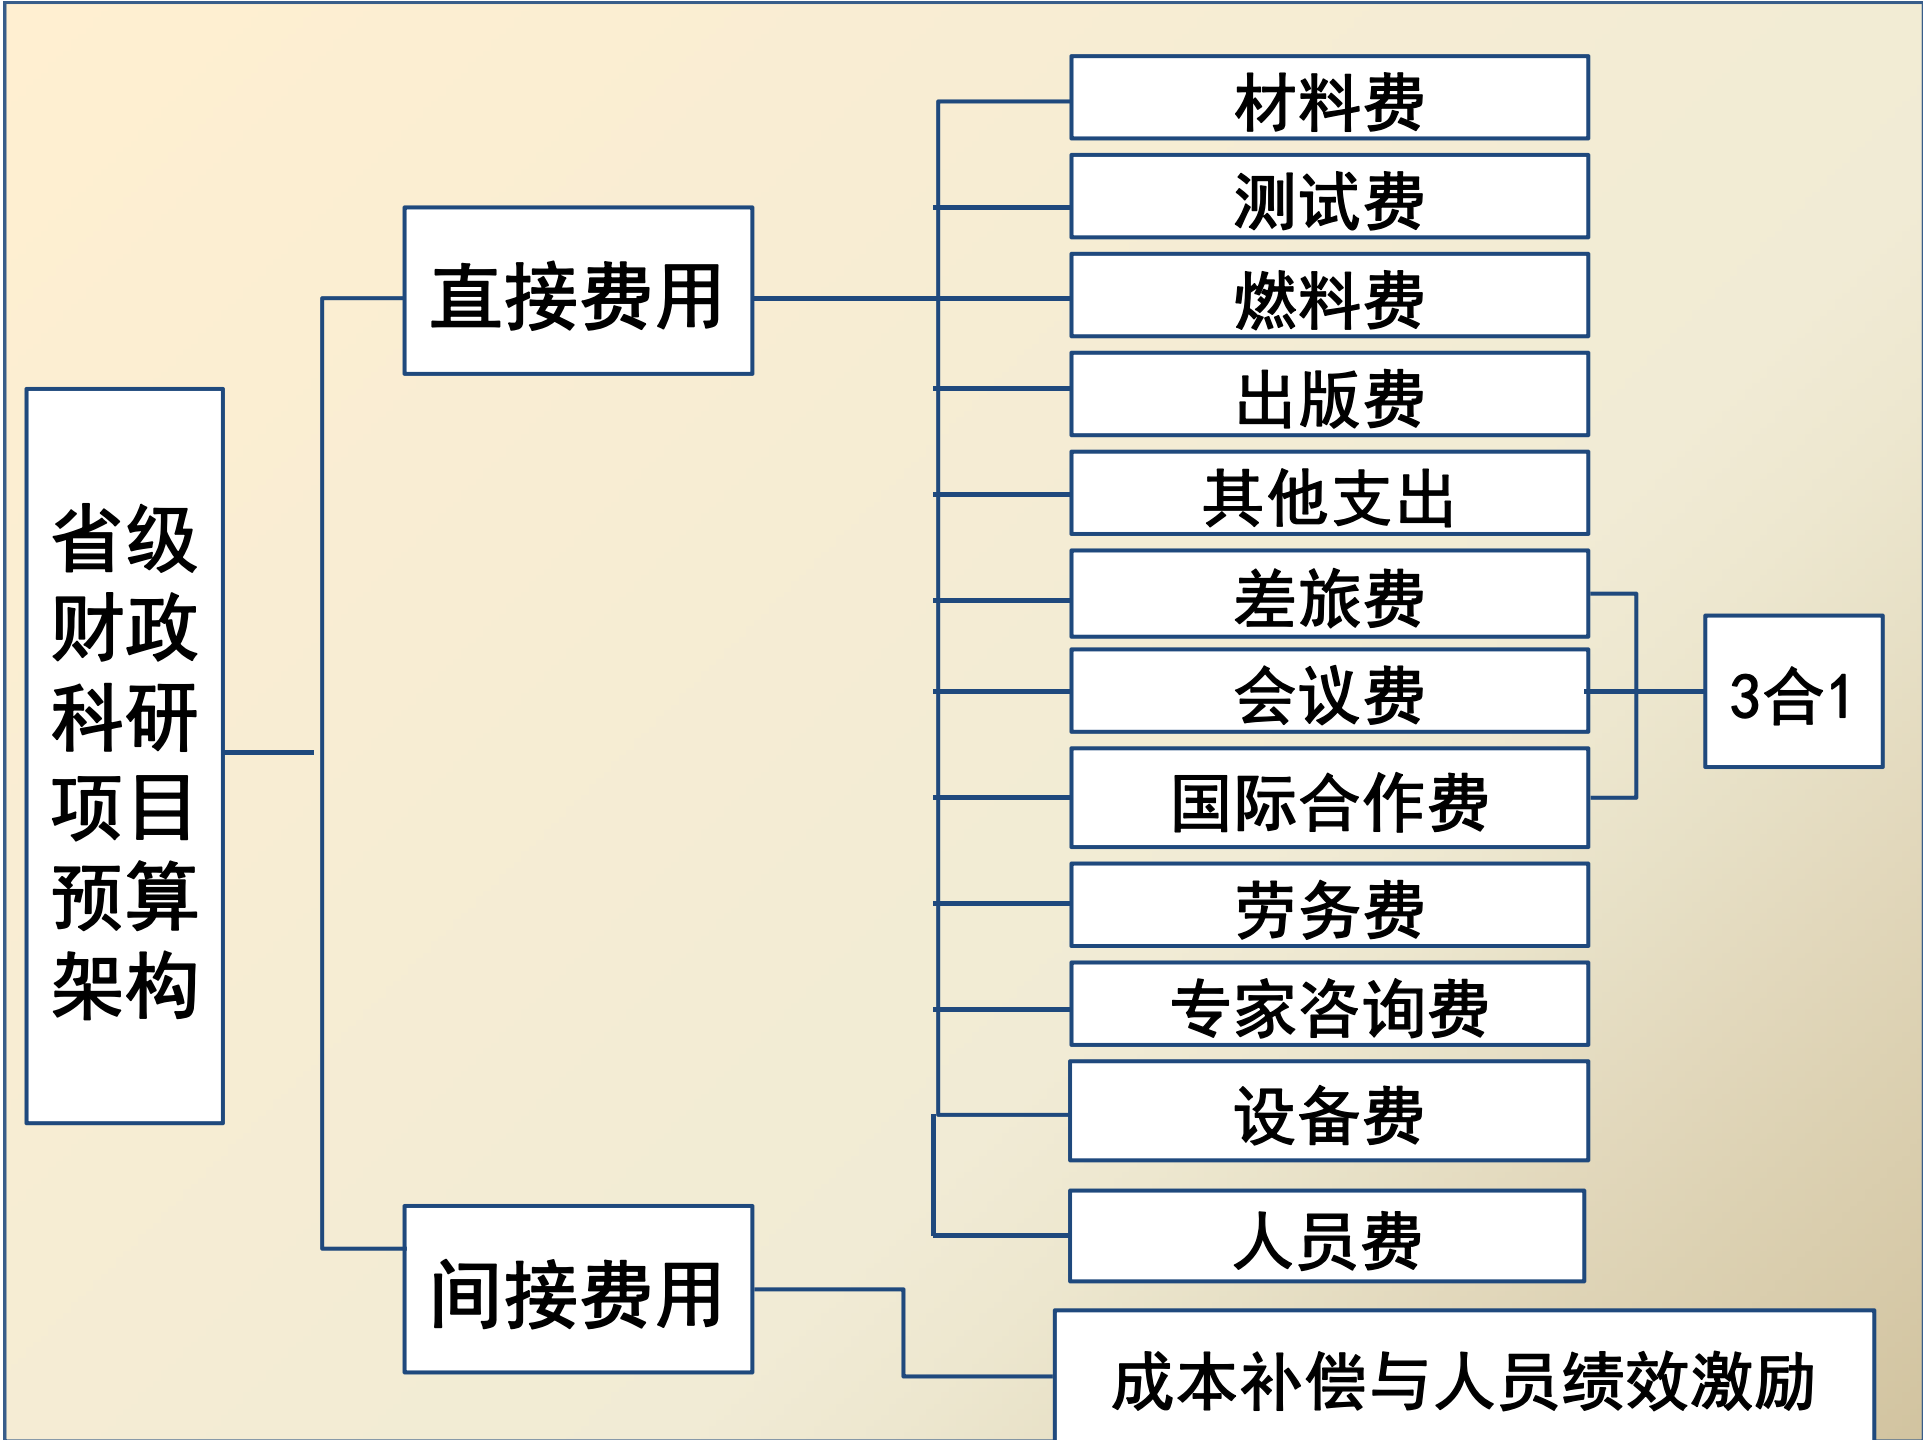 省级
财政
科研
项目
预算
架构
直接费用
间接费用
材料费
测试费
燃料费
出版费
其他支出
差旅费
会议费
国际合作费
劳务费
专家咨询费
设备费
人员费
3合1
成本补偿与人员绩效激励